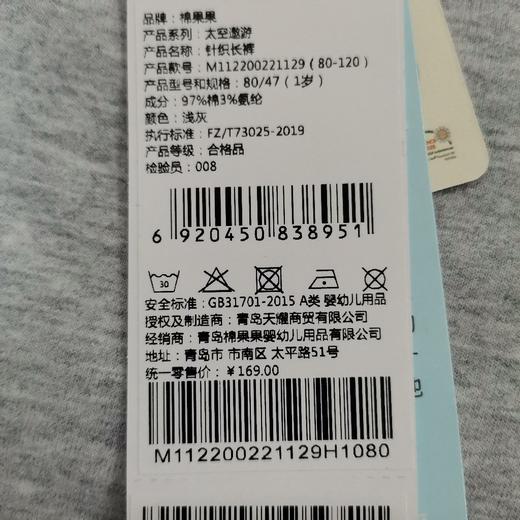 品牌：棉果果
产品系列：太空遨游
产品名称：针织长裤
产品款号：M112200221129（80-120）
产品型号和规格：80/47（1岁）
成分：97%棉3%氨纶
颜色：浅灰
执行标准：FZ/T73025-2019
产品等级：合格品
检验员：008
6 920450 838951
30
安全标准：GB31701-2015 A类 婴幼儿用品
授权及制造商：青岛天耀商贸有限公司
经销商：青岛棉果果婴幼儿用品有限公司
地址：青岛市 市南区 太平路51号
统一零售价：¥169.00
M112200221129H1080